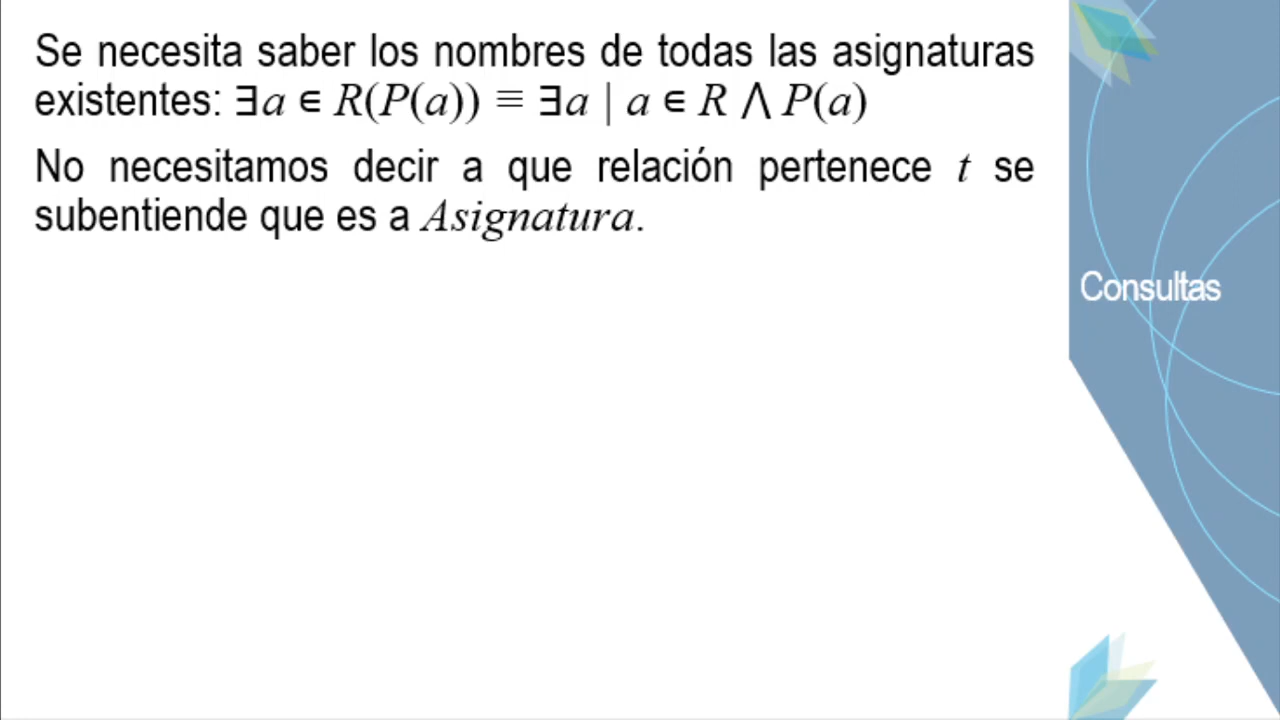 Se necesita saber los nombres de todas las asignaturas
existentes: ∃a ∈ R(P(a)) ≡ ∃a | a ∈ R ⋀ P(a)
No necesitamos decir a que relación pertenece t se
subentiende que es a Asignatura.
Consultas